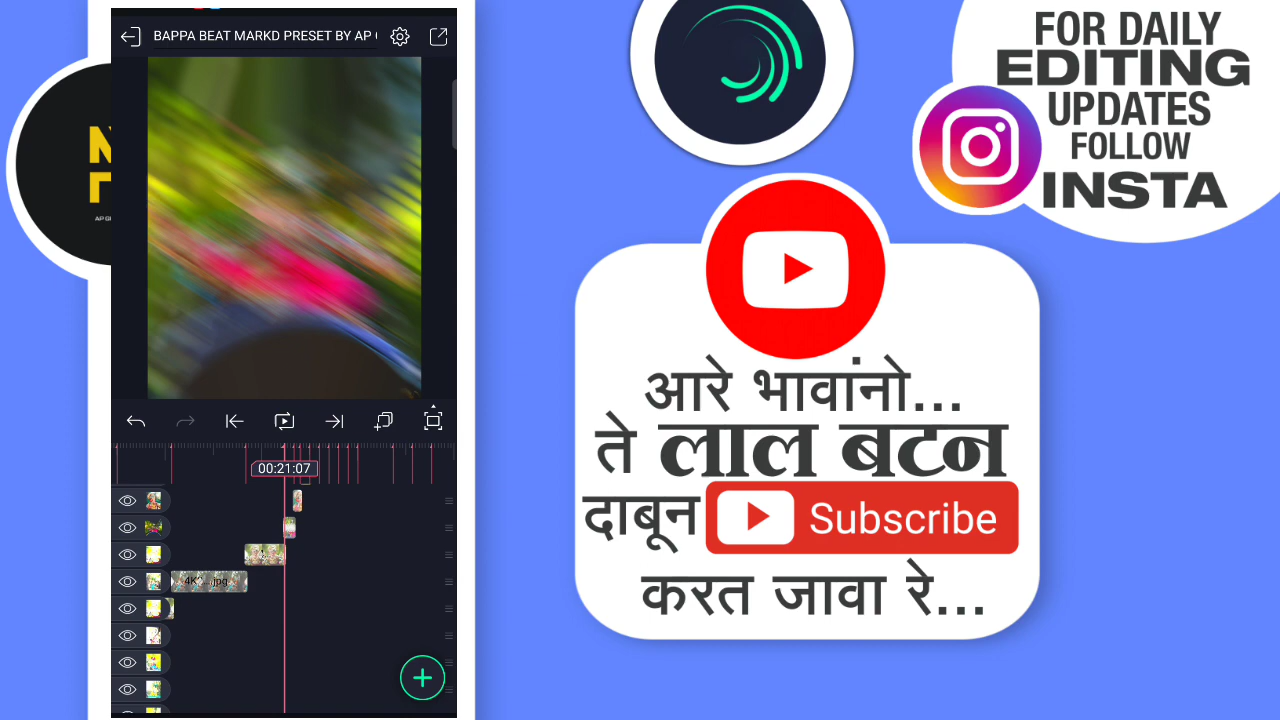 BAPPA BEAT MARKD PRESET BY AP
00:21:07
4K
.jpg
FOR DAILY
EDITING
UPDATES
FOLLOW
INSTA
आरे भावांनो...
ते लाल बटन
दाबून Subscribe
करत जावा रे...